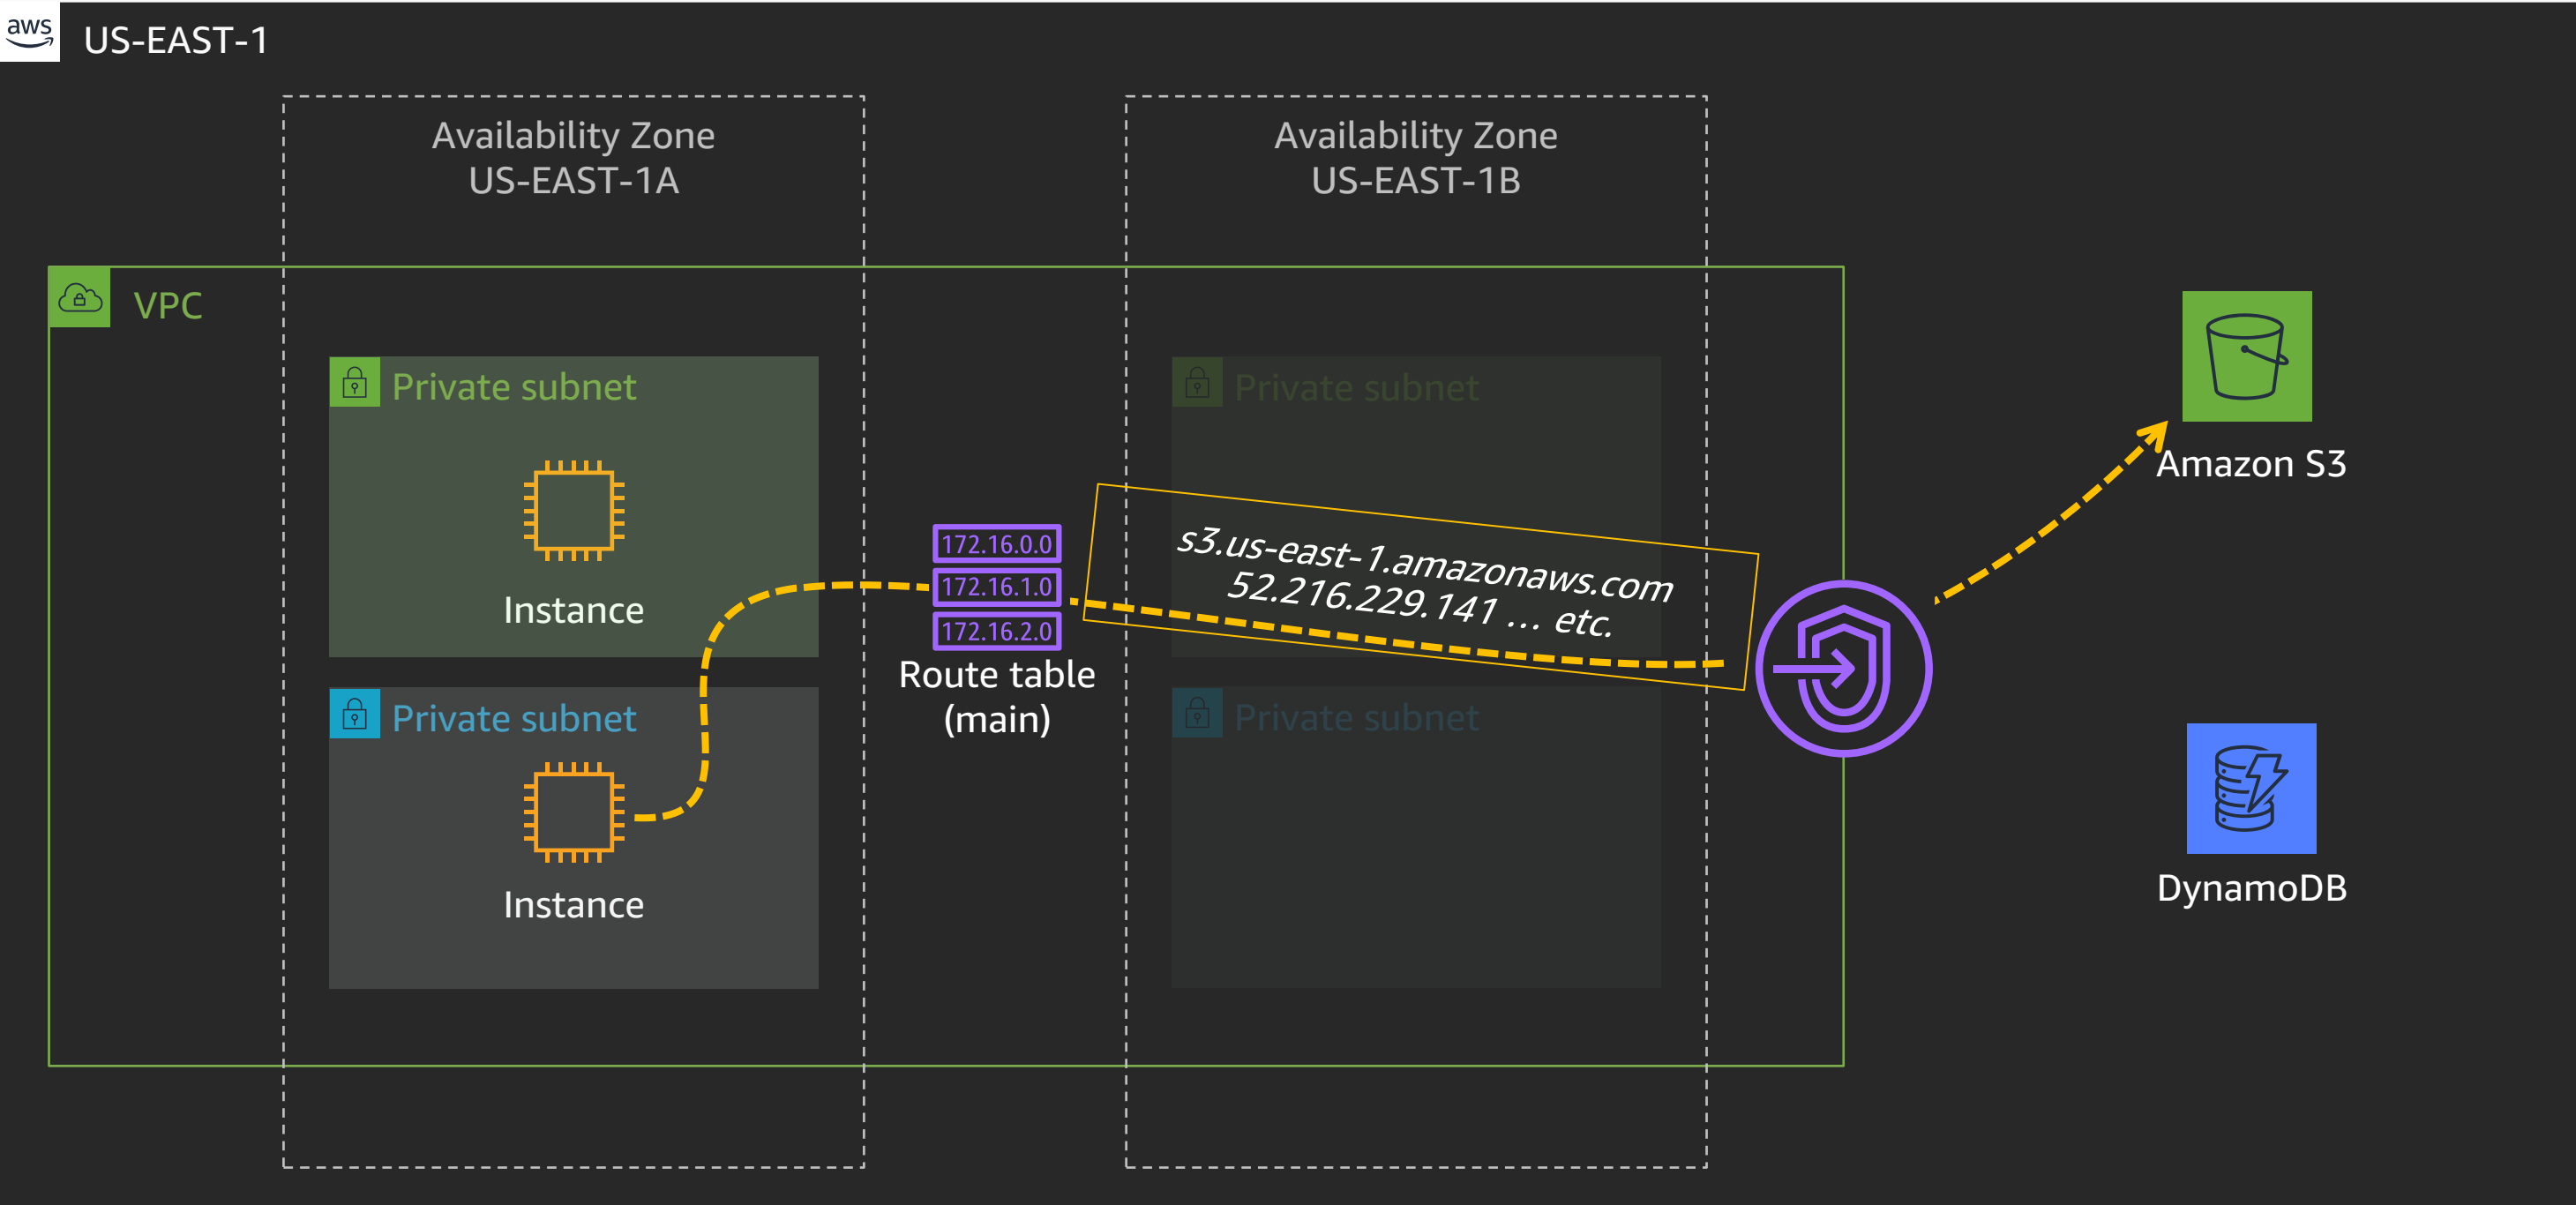 aws
US-EAST-1
Availability Zone
US-EAST-1A
Availability Zone
US-EAST-1B
VPC
Private subnet
Instance
Private subnet
Instance
172.16.0.0
172.16.1.0
172.16.2.0
Route table
(main)
Private subnet
s3.us-east-1.amazonaws.com
52.216.229.141 ... etc.
Private subnet
Amazon S3
DynamoDB